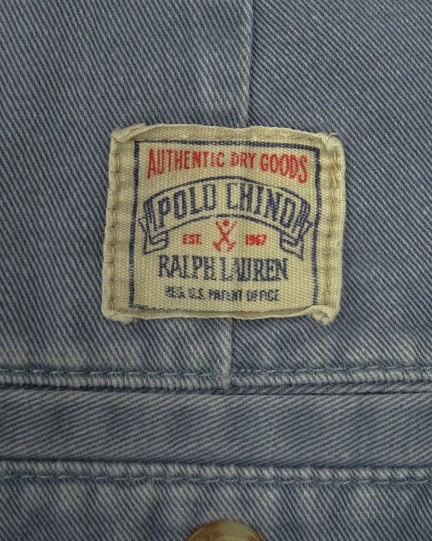 AUTHENTIC DRY GOODS
POLO CHINO
EST. 1967
RALPH LAUREN
REG. U.S. PATENT OFFICE